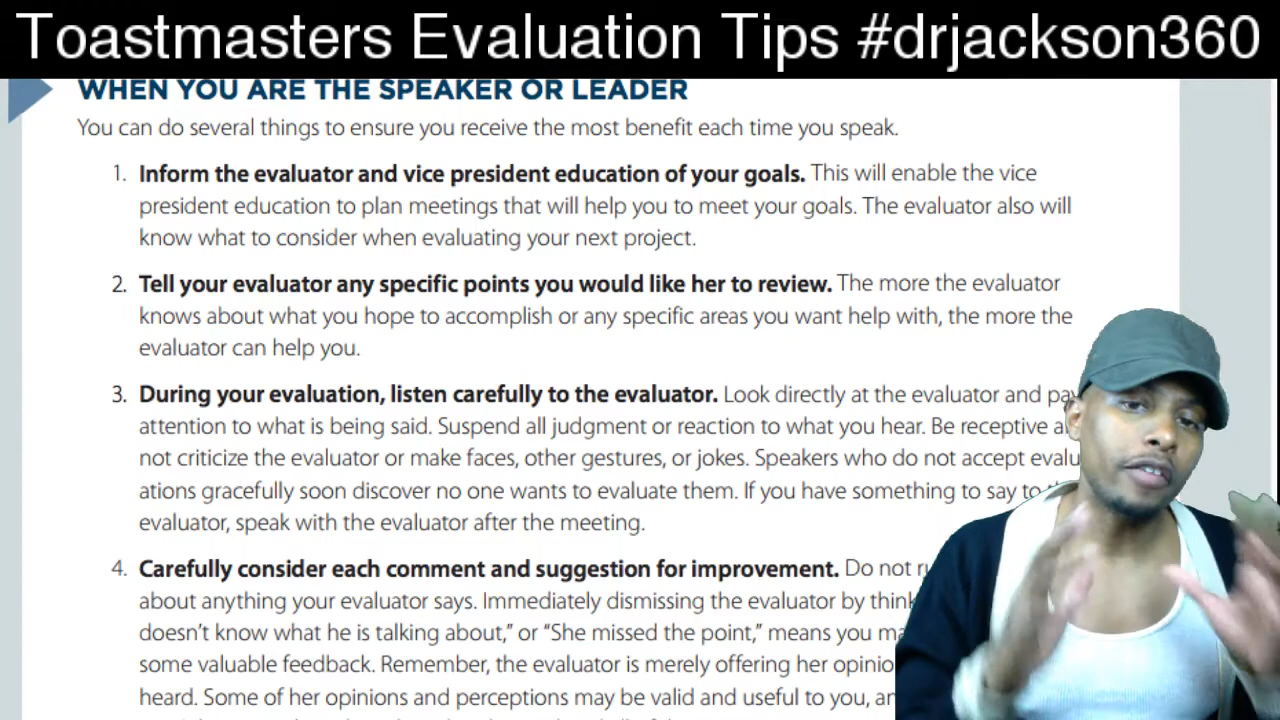 Toastmasters Evaluation Tips #drjackson360
WHEN YOU ARE THE SPEAKER OR LEADER
You can do several things to ensure you receive the most benefit each time you speak.
1. Inform the evaluator and vice president education of your goals. This will enable the vice
president education to plan meetings that will help you to meet your goals. The evaluator also will
know what to consider when evaluating your next project.
2. Tell your evaluator any specific points you would like her to review. The more the evaluator
knows about what you hope to accomplish or any specific areas you want help with, the more the
evaluator can help you.
3. During your evaluation, listen carefully to the evaluator. Look directly at the evaluator and pay
attention to what is being said. Suspend all judgment or reaction to what you hear. Be receptive
not criticize the evaluator or make faces, other gestures, or jokes. Speakers who do not accept evalu
ations gracefully soon discover no one wants to evaluate them. If you have something to say to
evaluator, speak with the evaluator after the meeting.
4. Carefully consider each comment and suggestion for improvement. Do not
about anything your evaluator says. Immediately dismissing the evaluator by
doesn’t know what he is talking about,” or “She missed the point,” means you
some valuable feedback. Remember, the evaluator is merely offering her
heard. Some of her opinions and perceptions may be valid and useful to you,